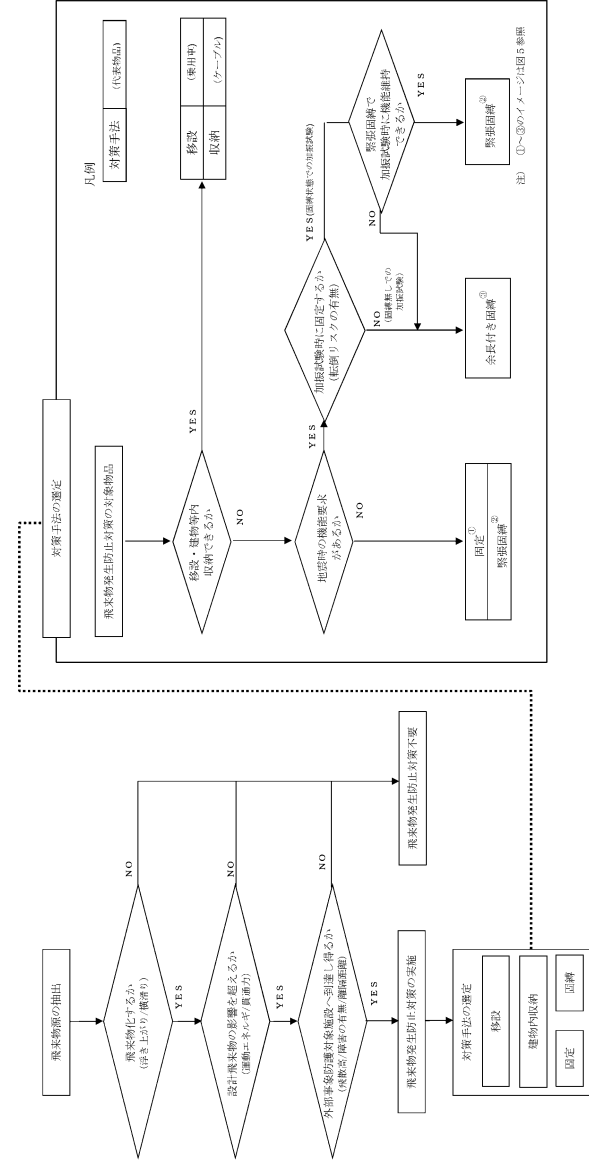 飛来物源の抽出
飛来物化するか
(浮き上がり/横滑り)
NO
YES
設計飛来物の影響を超えるか
(運動エネルギ/貫通力)
NO
YES
外部事象防護対象施設へ到達し得るか
(飛散高/障害の有無/離隔距離)
NO
YES
飛来物発生防止対策の実施
飛来物発生防止対策不要
対策手法の選定
移設
建物内収納
固定
固縛
対策手法の選定
飛来物発生防止対策の対象物品
移設・建物等内
収納できるか
YES
NO
地震時の機能要求
があるか
YES
NO
固定①
緊張固縛②
加振試験時に固定するか
(転倒リスクの有無)
YES(固縛状態での加振試験)
NO
(固縛無しでの
加振試験)
緊張固縛で
加振試験時に機能維持
できるか
NO
YES
余長付き固縛③
緊張固縛②
凡例
対策手法
(代表物品)
移設
(乗用車)
収納
(ケーブル)
注) ①~③のイメージは図5参照